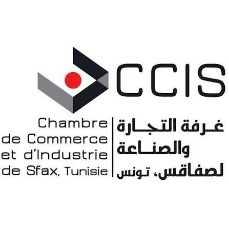 CCIS
Chambre
de Commerce
et d'Industrie
de Sfax, Tunisie
غرفة التجارة
والصناعة
لصفاقس، تونس